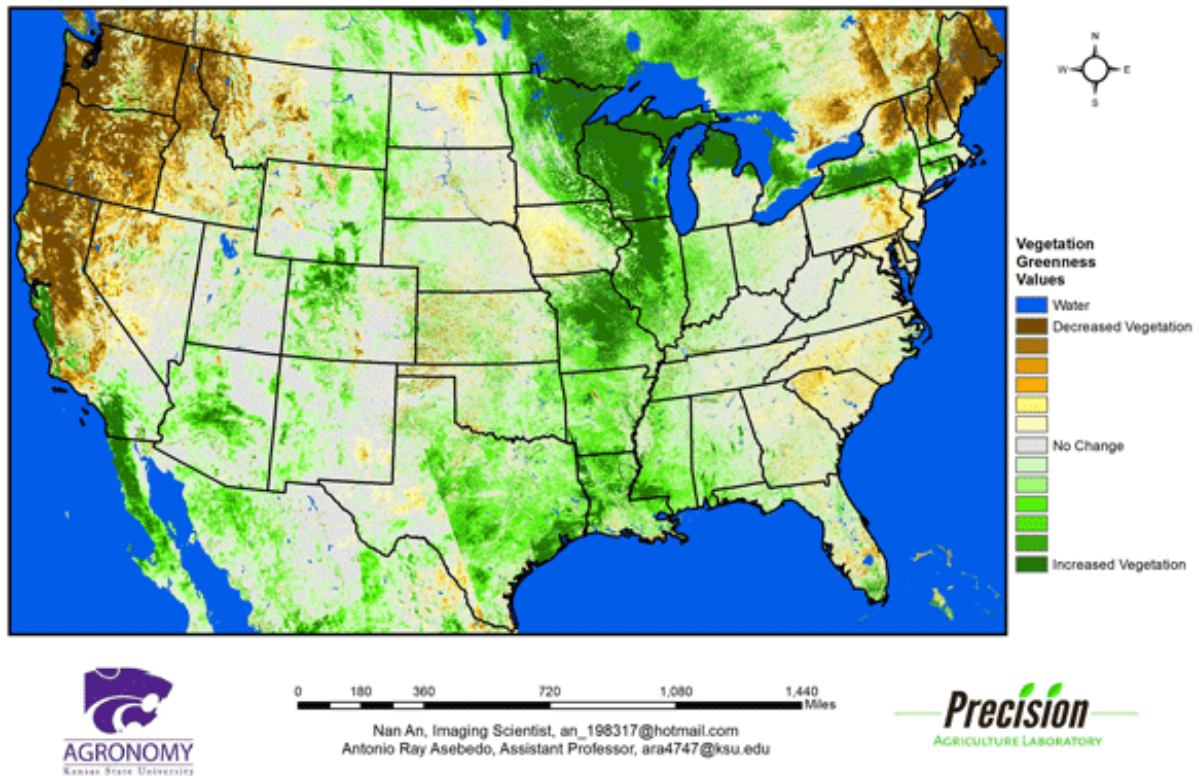 N
W E
S
Vegetation
Greenness
Values
Water
Decreased Vegetation
No Change
Increased Vegetation
0 180 360 720 1,080 1,440
Miles
Nan An, Imaging Scientist, an_198317@hotmail.com
Antonio Ray Asebedo, Assistant Professor, ara4747@ksu.edu
AGRONOMY
Kansas State University
Precision
AGRICULTURE LABORATORY